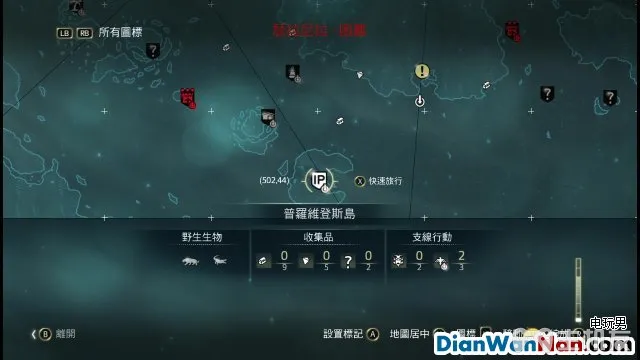 LB RB 所有圖標
(502,44) X 快速旅行
普羅維登斯島
野生生物 收集品 支線行動
0 9 0 5 ? 0 2 0 2 2 3
B 離開 設置標記 A 地圖居中 圖標
电玩男
DianWanNan.com